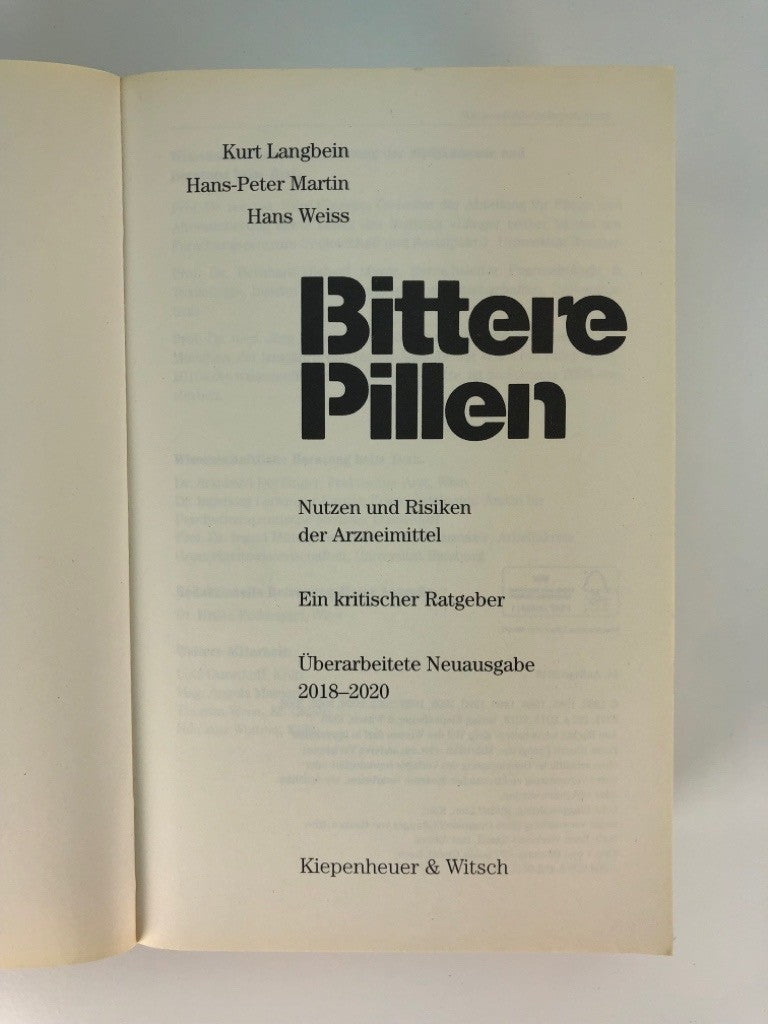 Kurt Langbein
Hans-Peter Martin
Hans Weiss
Bittere
Pillen
Nutzen und Risiken
der Arzneimittel
Ein kritischer Ratgeber
Überarbeitete Neuausgabe
2018–2020
Kiepenheuer & Witsch